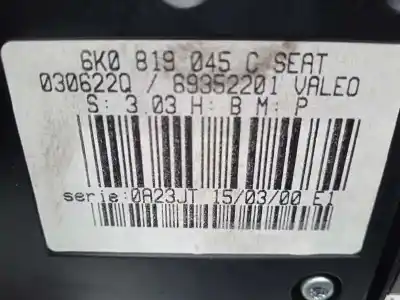 6K0 819 045 C SEAT
030622Q / 69352201 VALEO
S: 3.03 H: B M: P
serie:0A23JT 15/03/00 E1